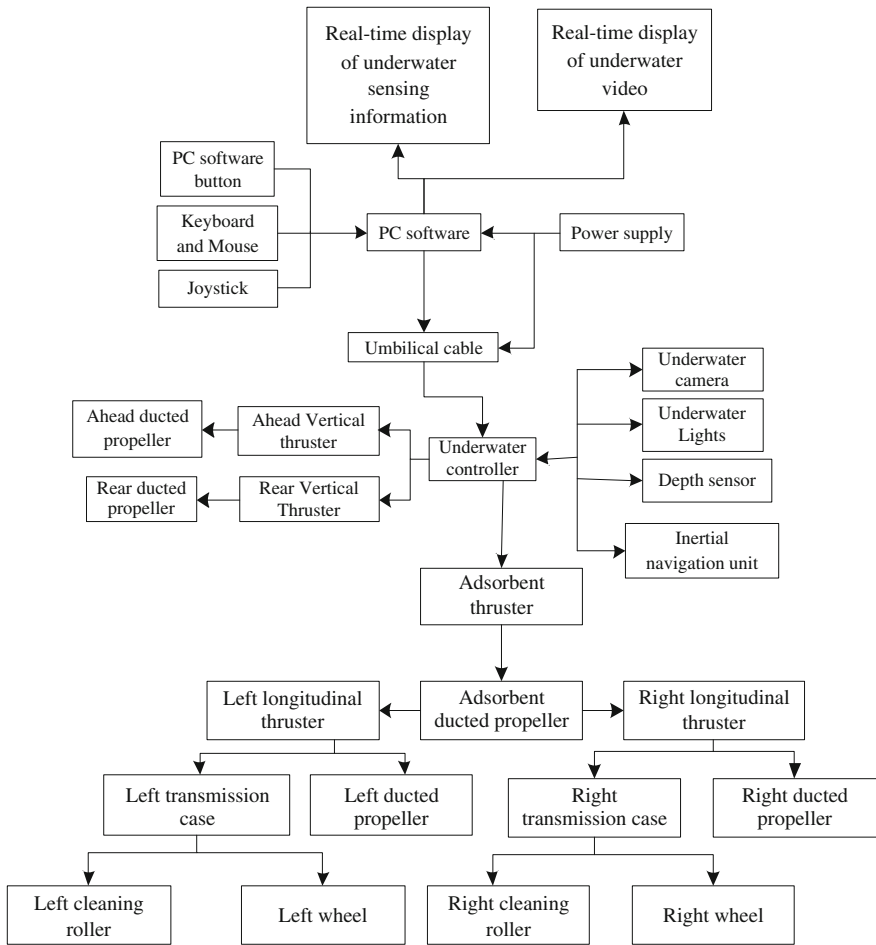 Real-time display
of underwater
sensing
information
Real-time display
of underwater
video
PC software
button
Keyboard
and Mouse
Joystick
PC software
Power supply
Umbilical cable
Underwater
camera
Underwater
Lights
Depth sensor
Inertial
navigation unit
Ahead ducted
propeller
Ahead Vertical
thruster
Underwater
controller
Rear ducted
propeller
Rear Vertical
Thruster
Adsorbent
thruster
Left longitudinal
thruster
Adsorbent
ducted propeller
Right longitudinal
thruster
Left transmission
case
Left ducted
propeller
Right
transmission case
Right ducted
propeller
Left cleaning
roller
Left wheel
Right cleaning
roller
Right wheel